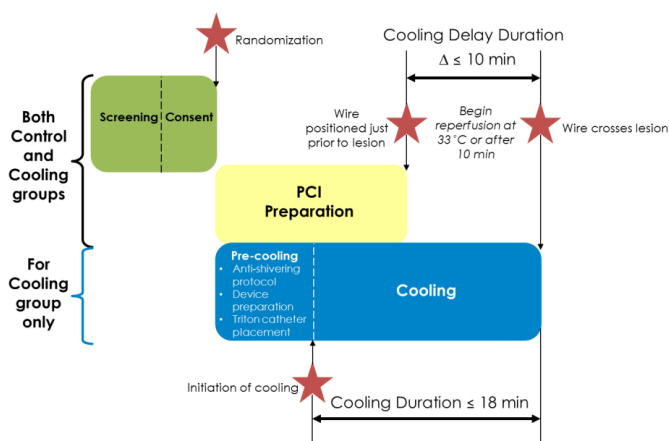 Randomization
Cooling Delay Duration
Δ ≤ 10 min
Both
Control
and
Cooling
groups
Screening
Consent
Wire
positioned just
prior to lesion
Begin
reperfusion at
33°C or after
10 min
Wire crosses lesion
PCI
Preparation
For
Cooling
group
only
Pre-cooling
• Anti-shivering
protocol
• Device
preparation
• Triton catheter
placement
Cooling
Initiation of cooling
Cooling Duration ≤ 18 min